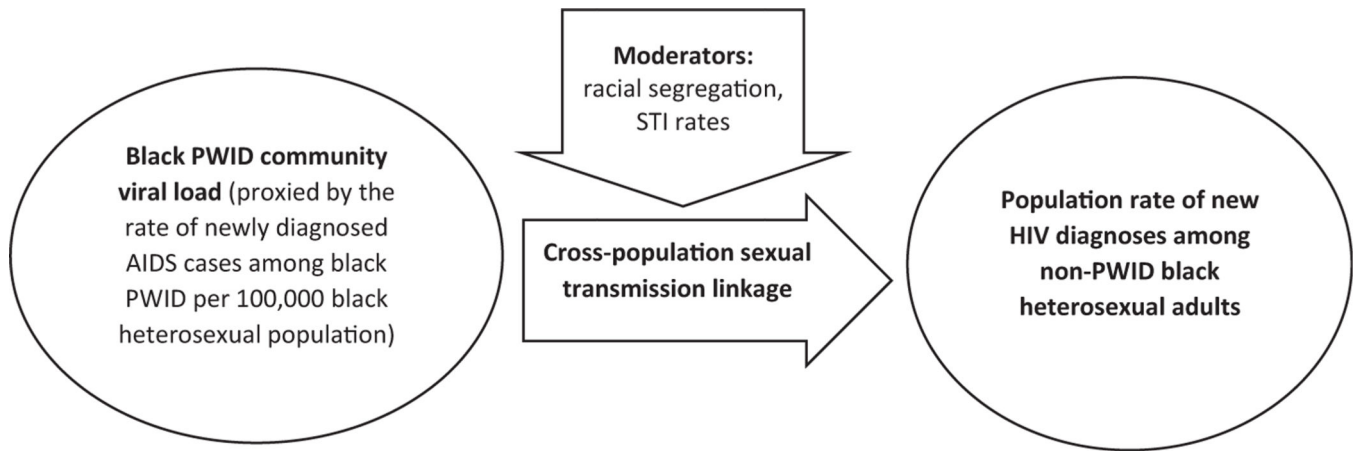 Moderators:
racial segregation,
STI rates
Black PWID community
viral load (proxied by the
rate of newly diagnosed
AIDS cases among black
PWID per 100,000 black
heterosexual population)
Cross-population sexual
transmission linkage
Population rate of new
HIV diagnoses among
non-PWID black
heterosexual adults